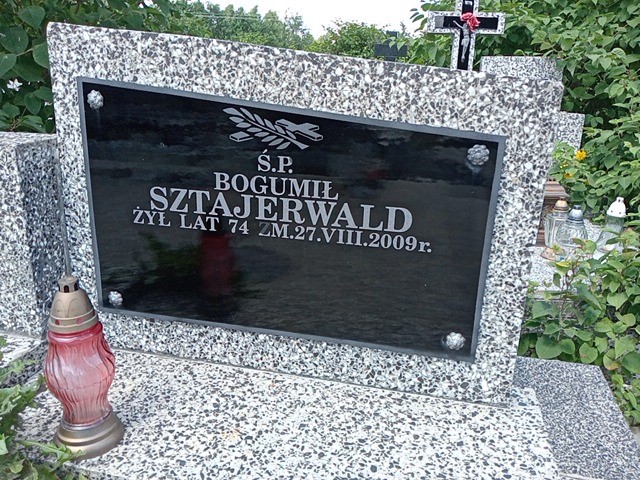 Ś.P.
BOGUMIŁ
SZTAJERWALD
ŻYŁ LAT 74 ZM.27.VIII.2009r.